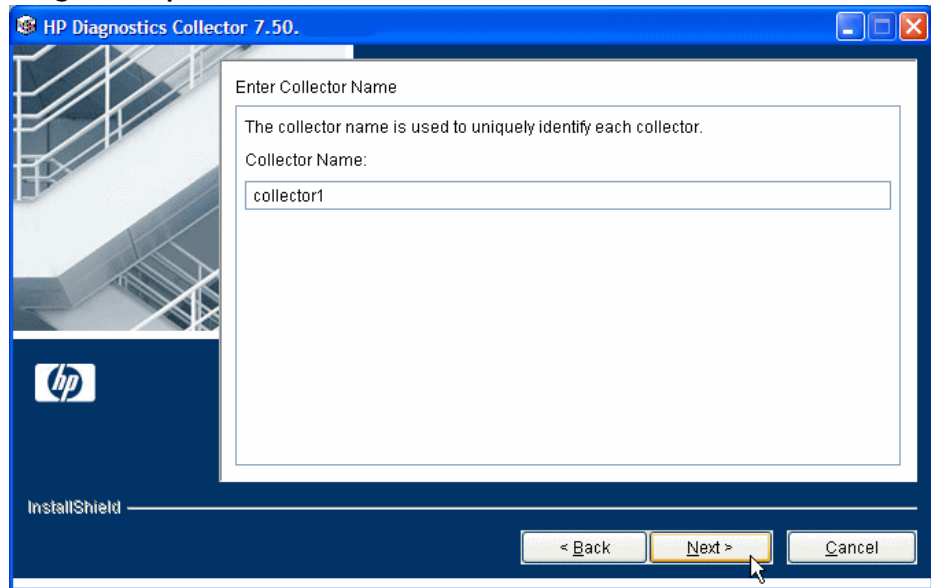 HP Diagnostics Collector 7.50.
Enter Collector Name
The collector name is used to uniquely identify each collector.
Collector Name:
collector1
hp
InstallShield
< Back
Next >
Cancel